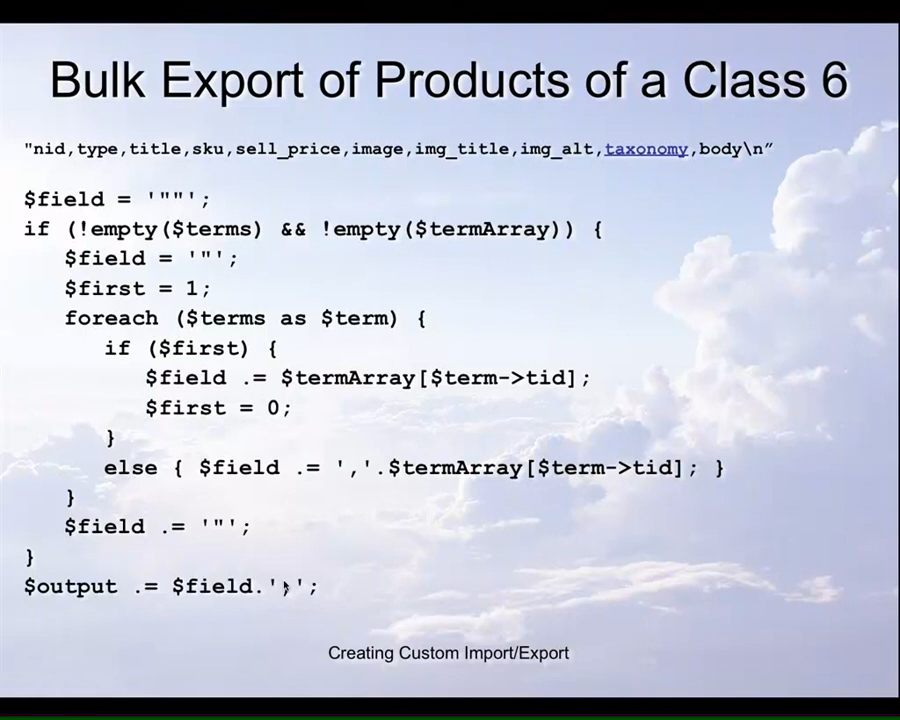 Bulk Export of Products of a Class 6
"nid,type,title,sku,sell_price,image,img_title,img_alt,taxonomy,body\n”
$field = '""';
if (!empty($terms) && !empty($termArray)) {
$field = '"';
$first = 1;
foreach ($terms as $term) {
if ($first) {
$field .= $termArray[$term->tid];
$first = 0;
}
else { $field .= ','.$termArray[$term->tid]; }
}
$field .= '"';
}
$output .= $field.',';
Creating Custom Import/Export